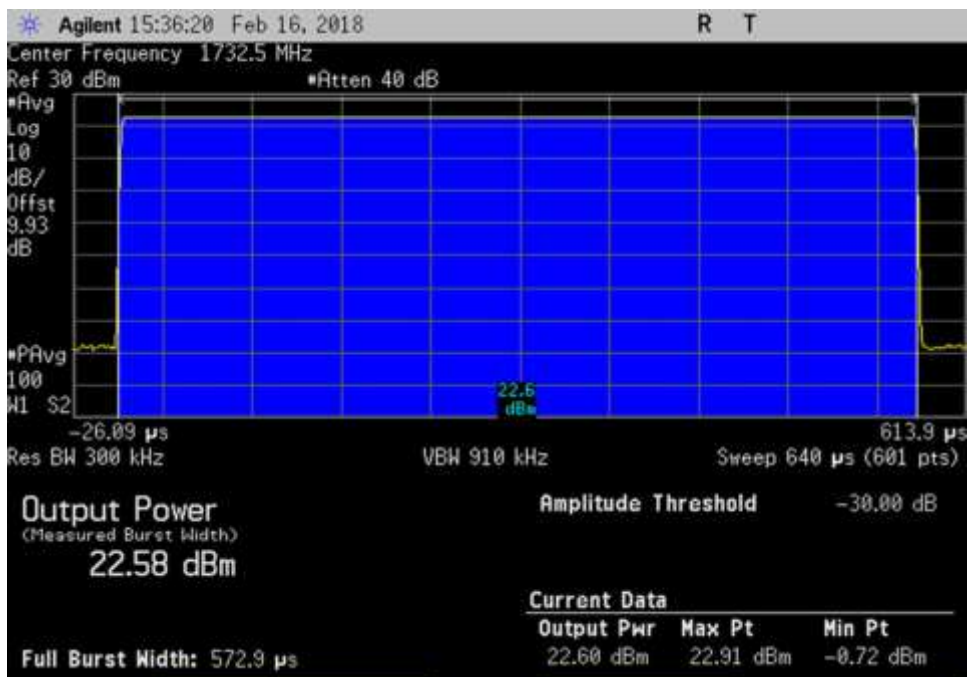 Agilent 15:36:20 Feb 16, 2018 R T
Center Frequency 1732.5 MHz
Ref 30 dBm #Atten 40 dB
#Avg
Log
10
dB/
Offst
9.93
dB
#PAvg
100
W1 S2
22.6
dBm
-26.09 µs 613.9 µs
Res BW 300 kHz VBW 910 kHz Sweep 640 µs (601 pts)
Output Power Amplitude Threshold -30.00 dB
(Measured Burst Width)
22.58 dBm
Current Data
Output Pwr Max Pt Min Pt
Full Burst Width: 572.9 µs 22.60 dBm 22.91 dBm -0.72 dBm